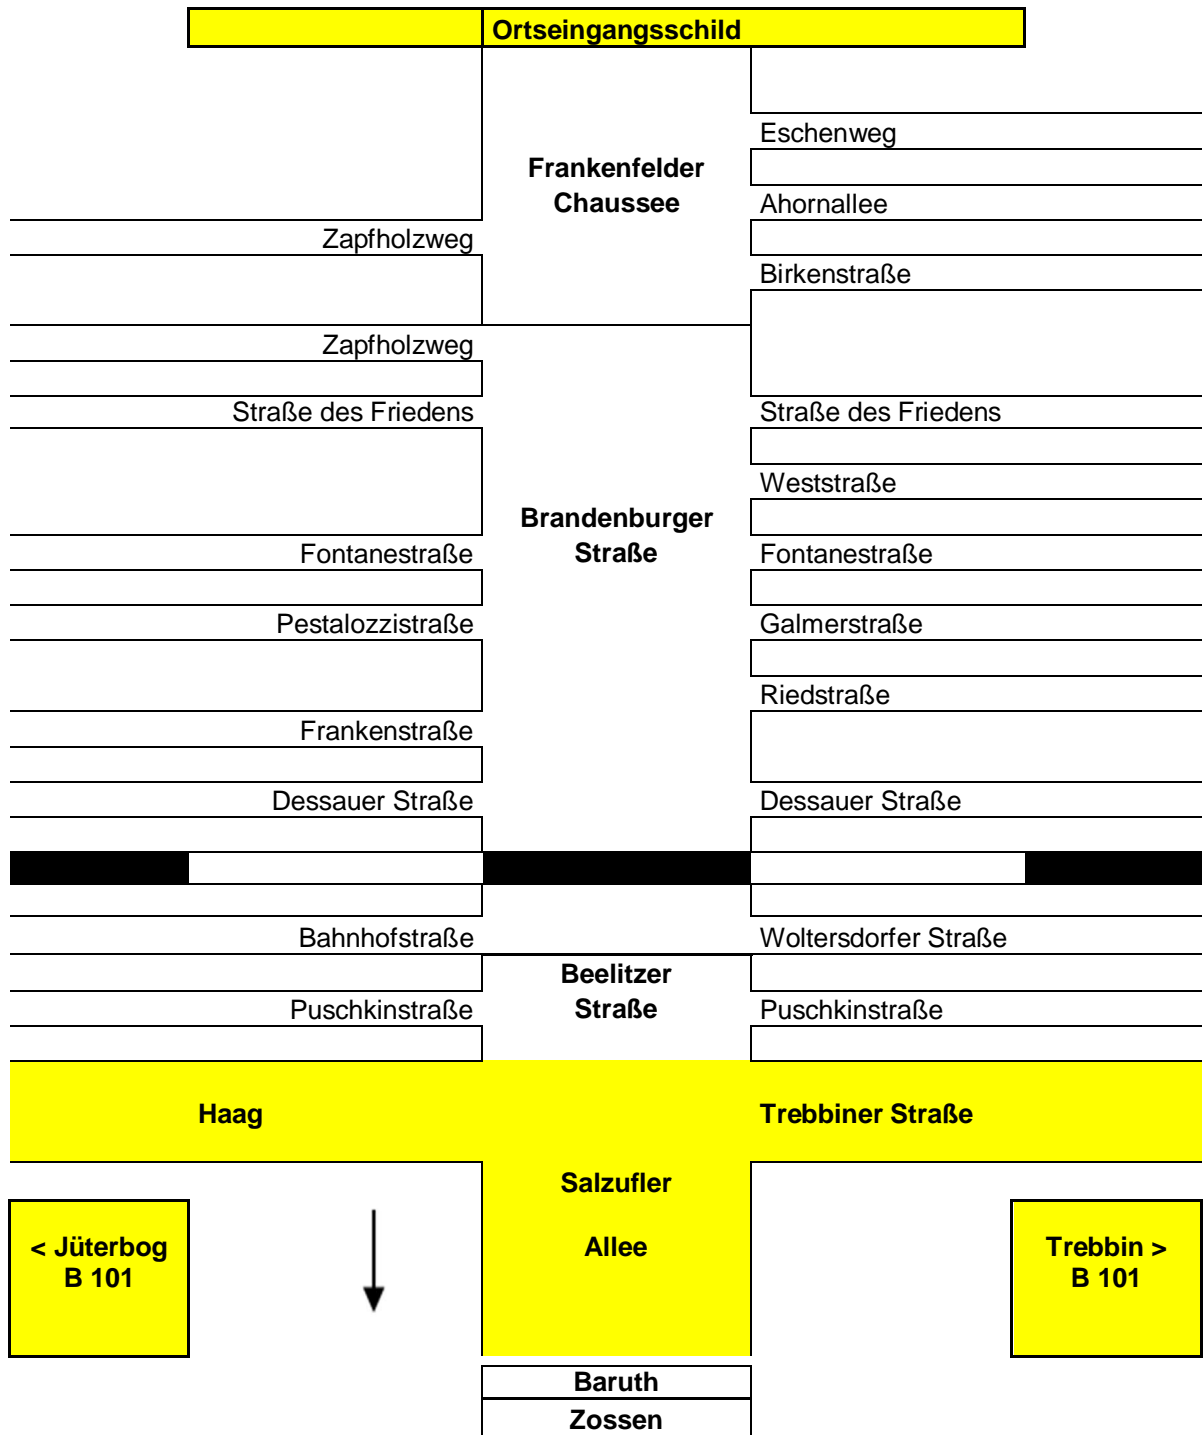 Ortseingangsschild
Eschenweg
Frankenfelder
Chaussee
Ahornallee
Zapfholzweg
Birkenstraße
Zapfholzweg
Straße des Friedens
Straße des Friedens
Weststraße
Brandenburger
Straße
Fontanestraße
Fontanestraße
Pestalozzistraße
Galmerstraße
Riedstraße
Frankenstraße
Dessauer Straße
Dessauer Straße
Bahnhofstraße
Woltersdorfer Straße
Beelitzer
Straße
Puschkinstraße
Puschkinstraße
Haag
Trebbiner Straße
Salzufler
Allee
< Jüterbog
B 101
Trebbin >
B 101
Baruth
Zossen